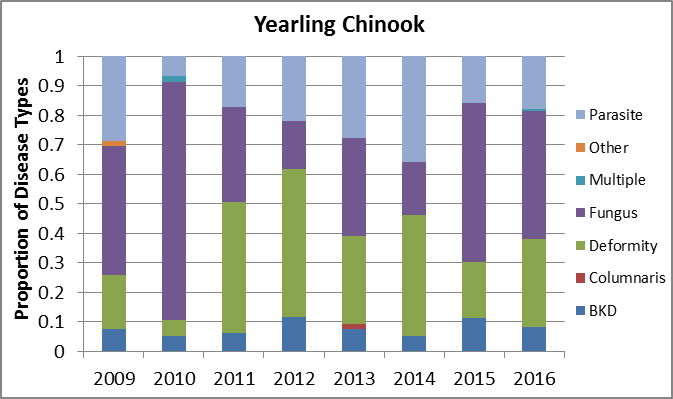 Yearling Chinook
Proportion of Disease Types
1
0.9
0.8
0.7
0.6
0.5
0.4
0.3
0.2
0.1
0
2009 2010 2011 2012 2013 2014 2015 2016
Parasite
Other
Multiple
Fungus
Deformity
Columnaris
BKD